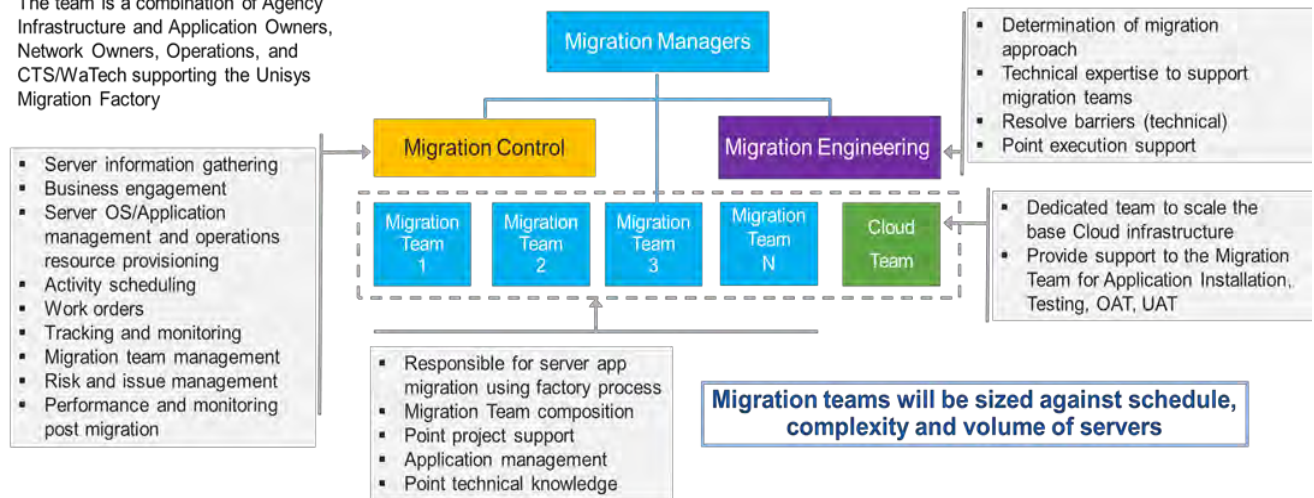 The team is a combination of Agency
Infrastructure and Application Owners,
Network Owners, Operations, and
CTS/WaTech supporting the Unisys
Migration Factory
Migration Managers
▪ Determination of migration
approach
▪ Technical expertise to support
migration teams
▪ Resolve barriers (technical)
▪ Point execution support
Migration Control
Migration Engineering
▪ Server information gathering
▪ Business engagement
▪ Server OS/Application
management and operations
resource provisioning
▪ Activity scheduling
▪ Work orders
▪ Tracking and monitoring
▪ Migration team management
▪ Risk and issue management
▪ Performance and monitoring
post migration
Migration
Team
1
Migration
Team
2
Migration
Team
3
Migration
Team
N
Cloud
Team
▪ Dedicated team to scale the
base Cloud infrastructure
▪ Provide support to the Migration
Team for Application Installation,
Testing, OAT, UAT
▪ Responsible for server app
migration using factory process
▪ Migration Team composition
▪ Point project support
▪ Application management
▪ Point technical knowledge
Migration teams will be sized against schedule,
complexity and volume of servers